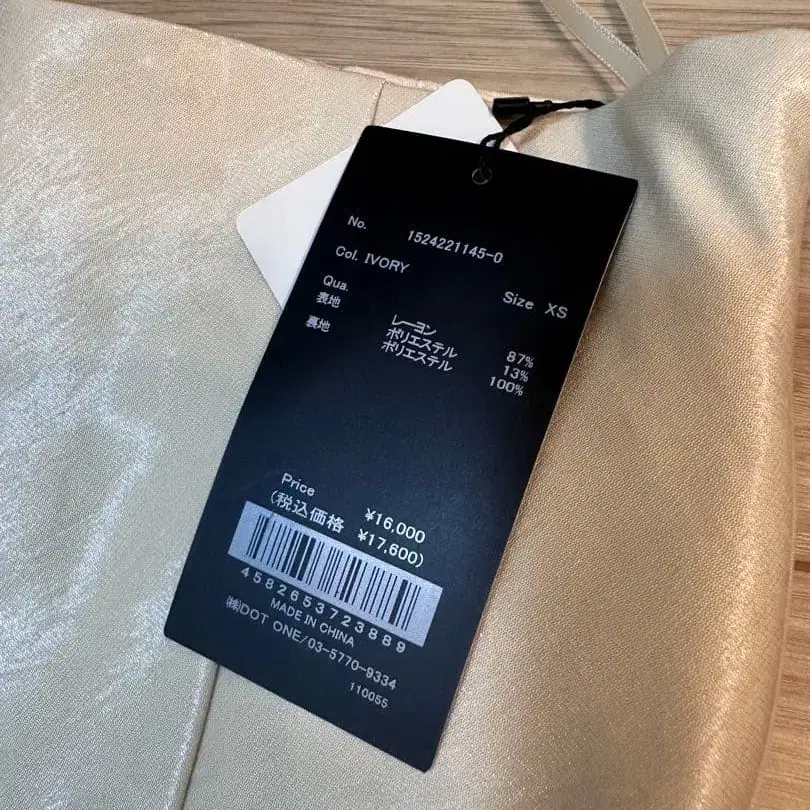 No. 1524221145-0
Col. IVORY
Size XS
Qua.
表地 レーヨン 87%
ポリエステル 13%
裏地 ポリエステル 100%
Price ¥16,000
(税込価格 ¥17,600)
4582653723889
MADE IN CHINA
㈱DOT ONE/03-5770-9334
110055